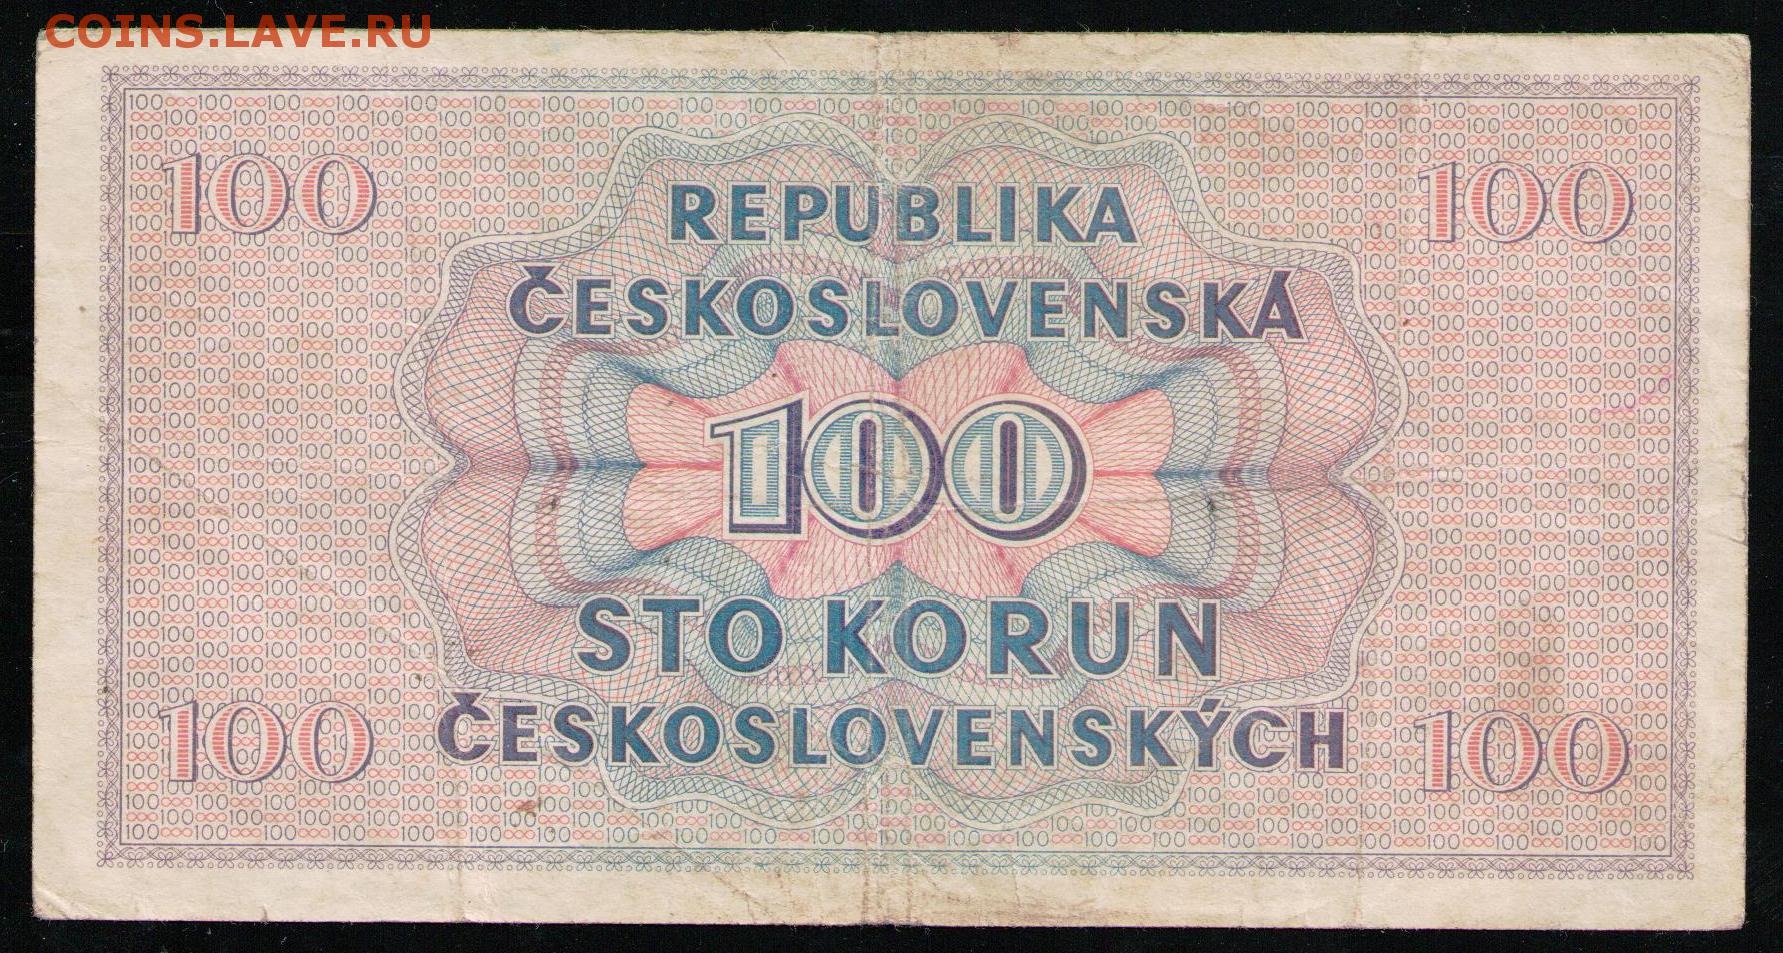 COINS.LAVE.RU
100 100
REPUBLIKA
ČESKOSLOVENSKÁ
100
STO KORUN
ČESKOSLOVENSKÝCH
100 100